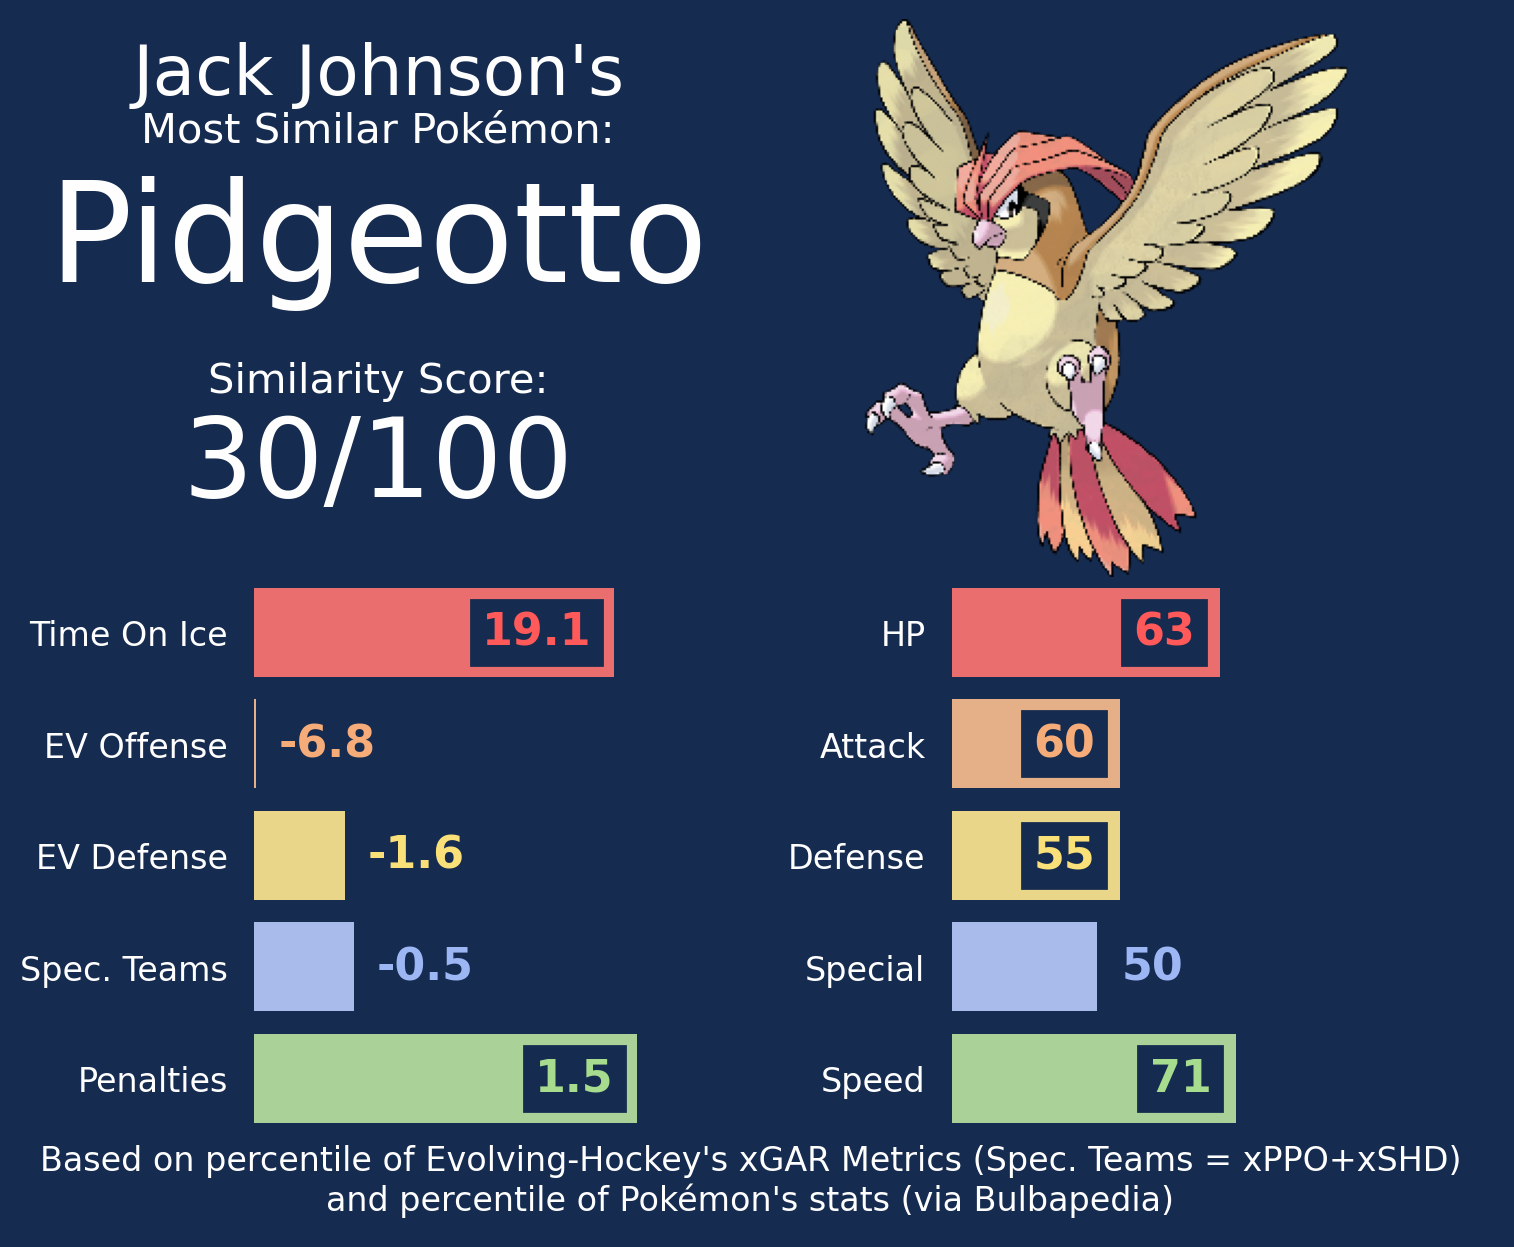 Jack Johnson's
Most Similar Pokémon:
Pidgeotto
Similarity Score:
30/100
Time On Ice 19.1
EV Offense -6.8
EV Defense -1.6
Spec. Teams -0.5
Penalties 1.5
HP 63
Attack 60
Defense 55
Special 50
Speed 71
Based on percentile of Evolving-Hockey's xGAR Metrics (Spec. Teams = xPPO+xSHD)
and percentile of Pokémon's stats (via Bulbapedia)